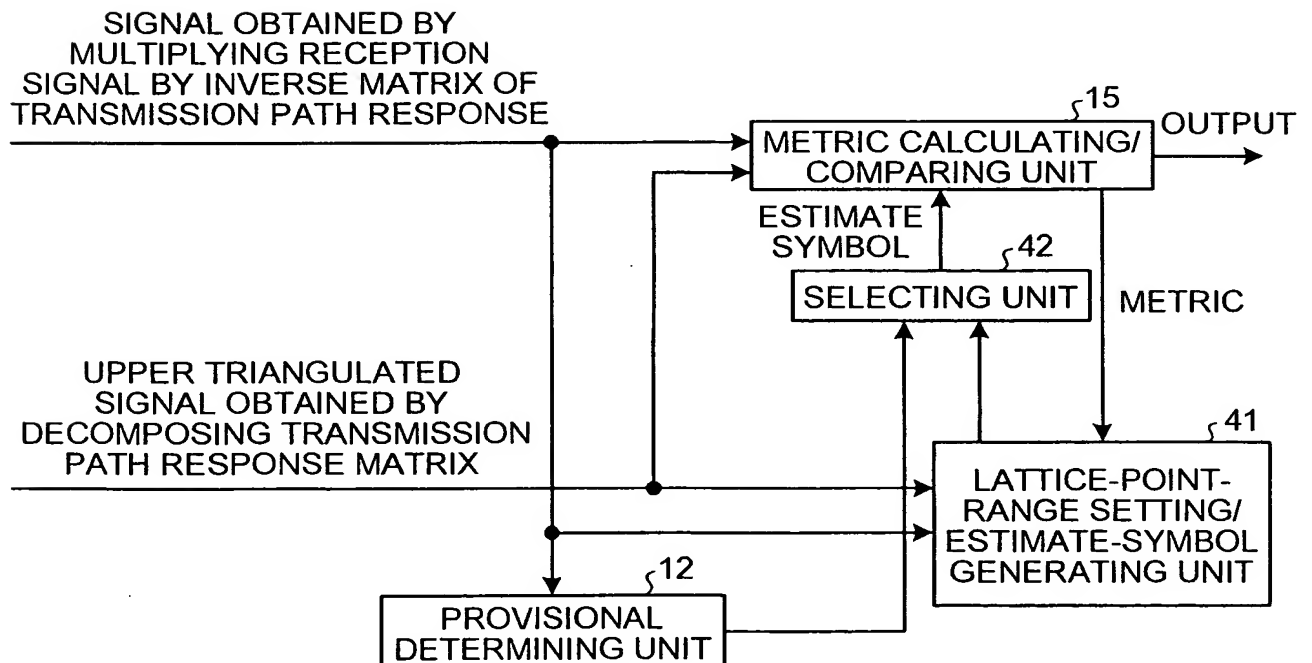 SIGNAL OBTAINED BY
MULTIPLYING RECEPTION
SIGNAL BY INVERSE MATRIX OF
TRANSMISSION PATH RESPONSE
15
METRIC CALCULATING/
COMPARING UNIT
OUTPUT
ESTIMATE
SYMBOL
42
SELECTING UNIT
METRIC
UPPER TRIANGULATED
SIGNAL OBTAINED BY
DECOMPOSING TRANSMISSION
PATH RESPONSE MATRIX
41
LATTICE-POINT-
RANGE SETTING/
ESTIMATE-SYMBOL
GENERATING UNIT
12
PROVISIONAL
DETERMINING UNIT